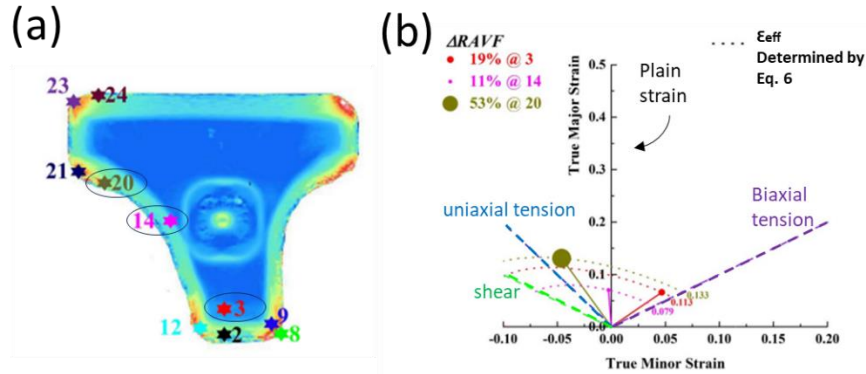 (a)
23
24
21
20
14
3
9
12
2
8
(b)
ΔRAVF
19% @ 3
11% @ 14
53% @ 20
εeff
Determined by
Eq. 6
Plain
strain
uniaxial tension
Biaxial
tension
shear
0.133
0.113
0.079
True Major Strain
0.5
0.4
0.3
0.2
0.1
0.0
-0.10
-0.05
0.00
0.05
0.10
0.15
0.20
True Minor Strain